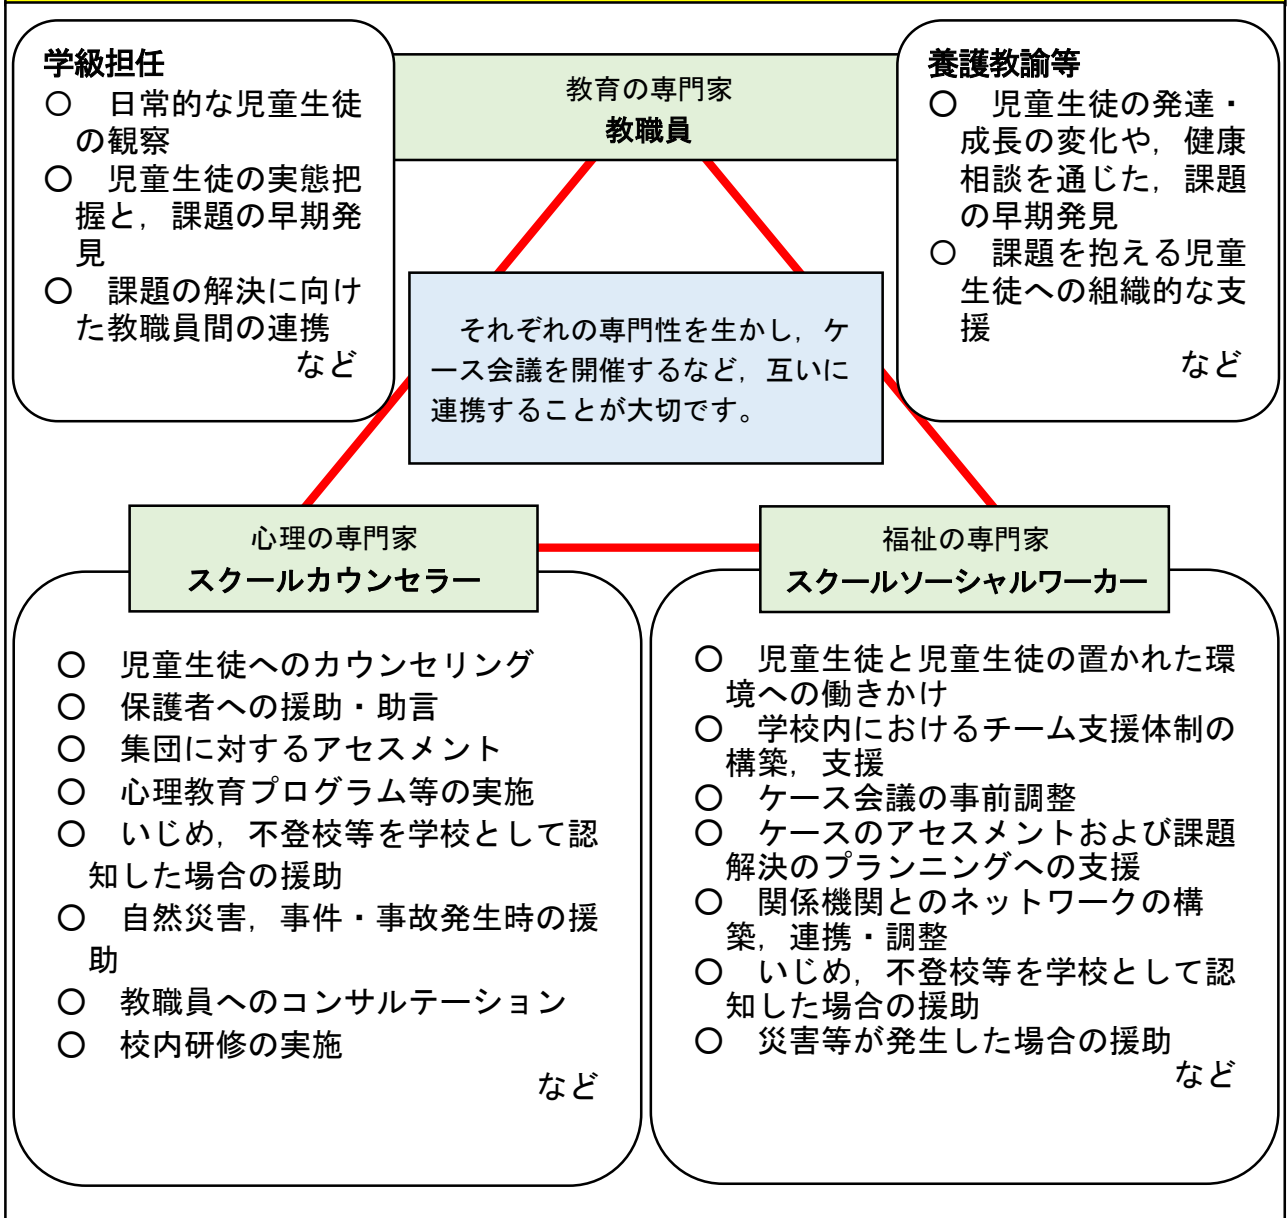 学級担任
○　日常的な児童生徒
の観察
○　児童生徒の実態把
握と，課題の早期発
見
○　課題の解決に向け
た教職員間の連携
など
教育の専門家
教職員
養護教諭等
○　児童生徒の発達・
成長の変化や，健康
相談を通じた，課題
の早期発見
○　課題を抱える児童
生徒への組織的な支
援
など
それぞれの専門性を生かし，ケ
ース会議を開催するなど，互いに
連携することが大切です。
心理の専門家
スクールカウンセラー
○　児童生徒へのカウンセリング
○　保護者への援助・助言
○　集団に対するアセスメント
○　心理教育プログラム等の実施
○　いじめ，不登校等を学校として認
知した場合の援助
○　自然災害，事件・事故発生時の援
助
○　教職員へのコンサルテーション
○　校内研修の実施
など
福祉の専門家
スクールソーシャルワーカー
○　児童生徒と児童生徒の置かれた環
境への働きかけ
○　学校内におけるチーム支援体制の
構築，支援
○　ケース会議の事前調整
○　ケースのアセスメントおよび課題
解決のプランニングへの支援
○　関係機関とのネットワークの構
築，連携・調整
○　いじめ，不登校等を学校として認
知した場合の援助
○　災害等が発生した場合の援助
など